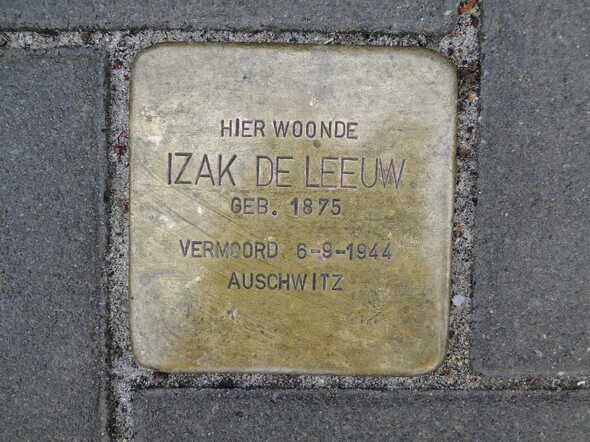 HIER WOONDE
IZAK DE LEEUW
GEB. 1875
VERMOORD 6-9-1944
AUSCHWITZ